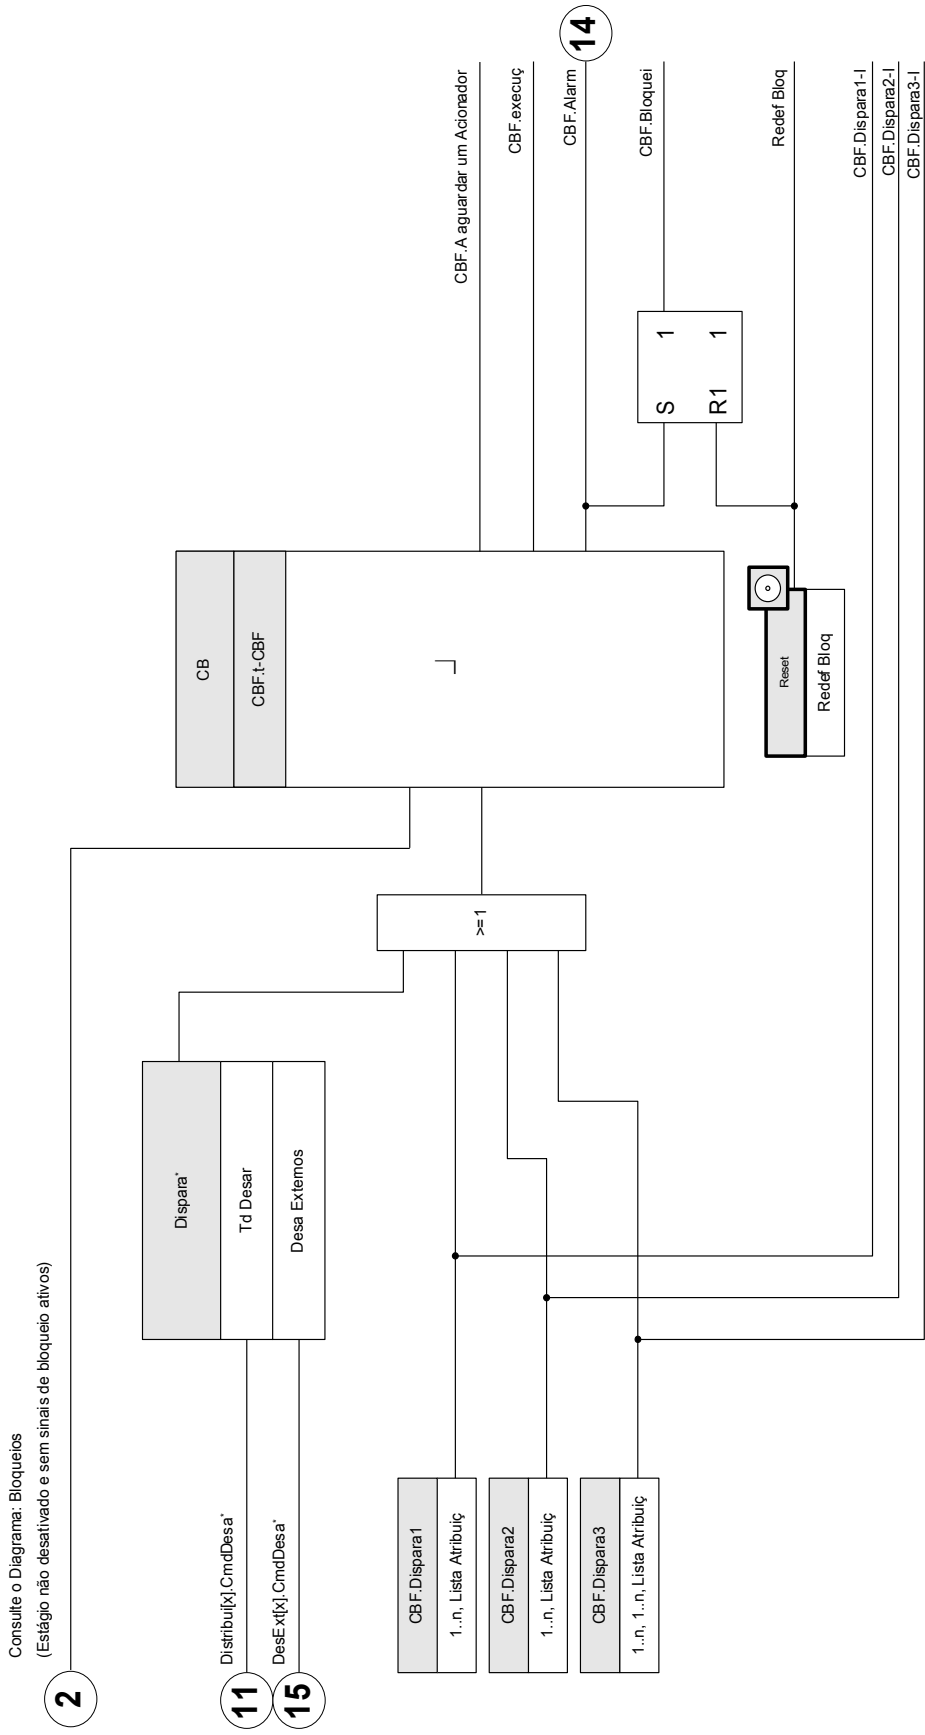 Consulte o Diagrama: Bloqueios
(Estágio não desativado e sem sinais de bloqueio ativos)
2
Distribui[x].CmdDesa*
11
DesExt[x].CmdDesa*
15
Dispara*
Td Desar
Desa Externos
CBF.Dispara1
1..n, Lista Atribuiç
CBF.Dispara2
1..n, Lista Atribuiç
CBF.Dispara3
1..n, 1..n, Lista Atribuiç
>=1
CB
CBF.t-CBF
CBF.A aguardar um Acionador
CBF.execuç
CBF.Alarm
14
S 1
R1 1
CBF.Bloquei
Reset
Redef Bloq
Redef Bloq
CBF.Dispara1-I
CBF.Dispara2-I
CBF.Dispara3-I